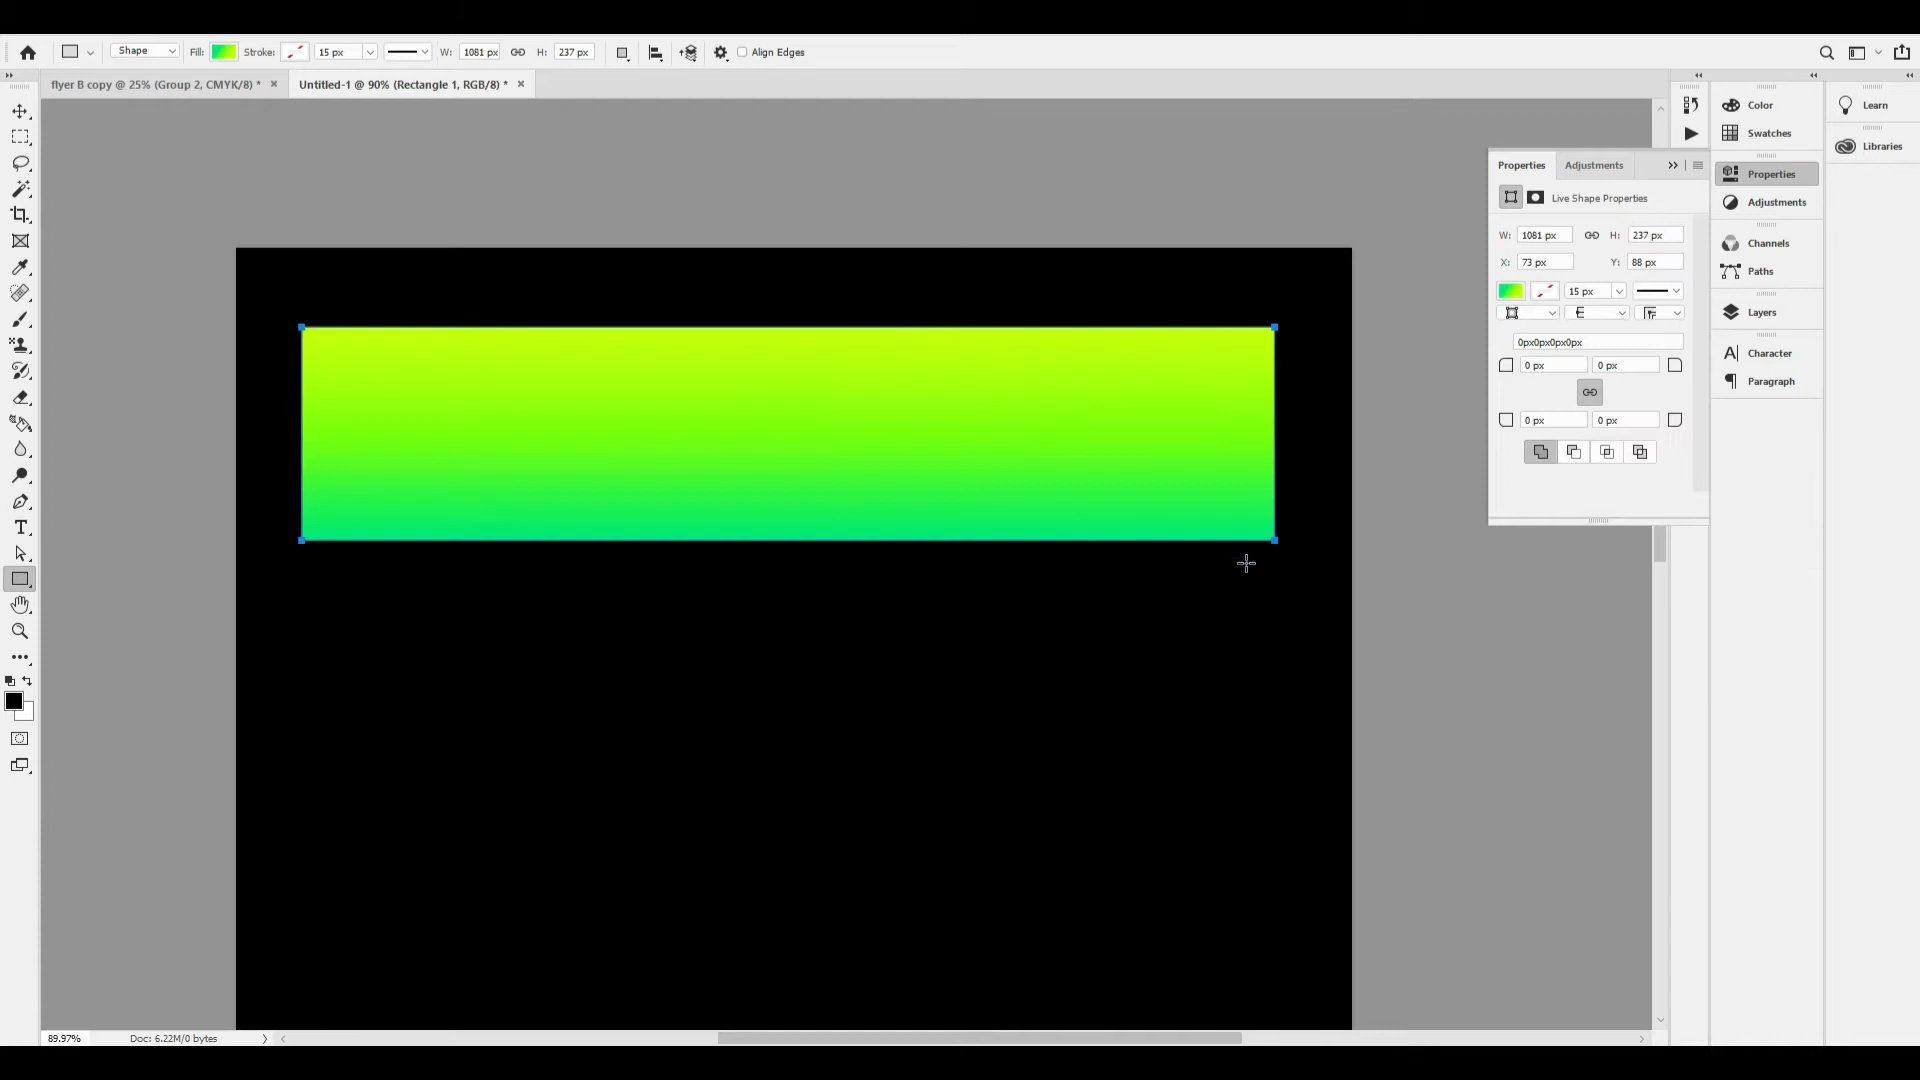 Shape Fill: Stroke: 15 px W: 1081 px H: 237 px Align Edges
flyer B copy @ 25% (Group 2, CMYK/8) * Untitled-1 @ 90% (Rectangle 1, RGB/8) *
Color
Swatches
Properties
Adjustments
Channels
Paths
Layers
Character
Paragraph
Learn
Libraries
Properties Adjustments
Live Shape Properties
W: 1081 px H: 237 px
X: 73 px Y: 88 px
15 px
0px0px0px0px
0 px 0 px
0 px 0 px
89.97% Doc: 6.22M/0 bytes